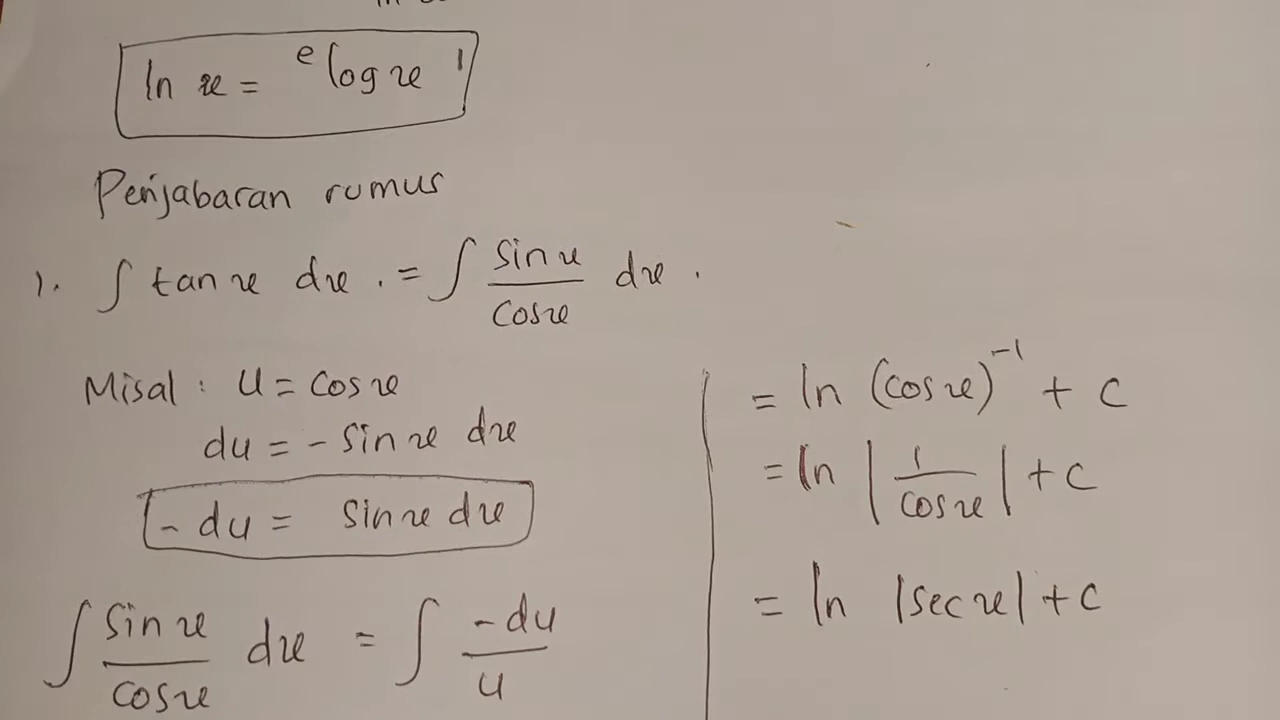 ln x = ᵉlog x
Penjabaran rumus
1. ∫ tan x dx . = ∫ sin x / cos x dx .
Misal : u = cos x
du = - sin x dx
- du = sin x dx
∫ sin x / cos x dx = ∫ -du / u
= ln (cos x)⁻¹ + c
= ln | 1 / cos x | + c
= ln |sec x| + c